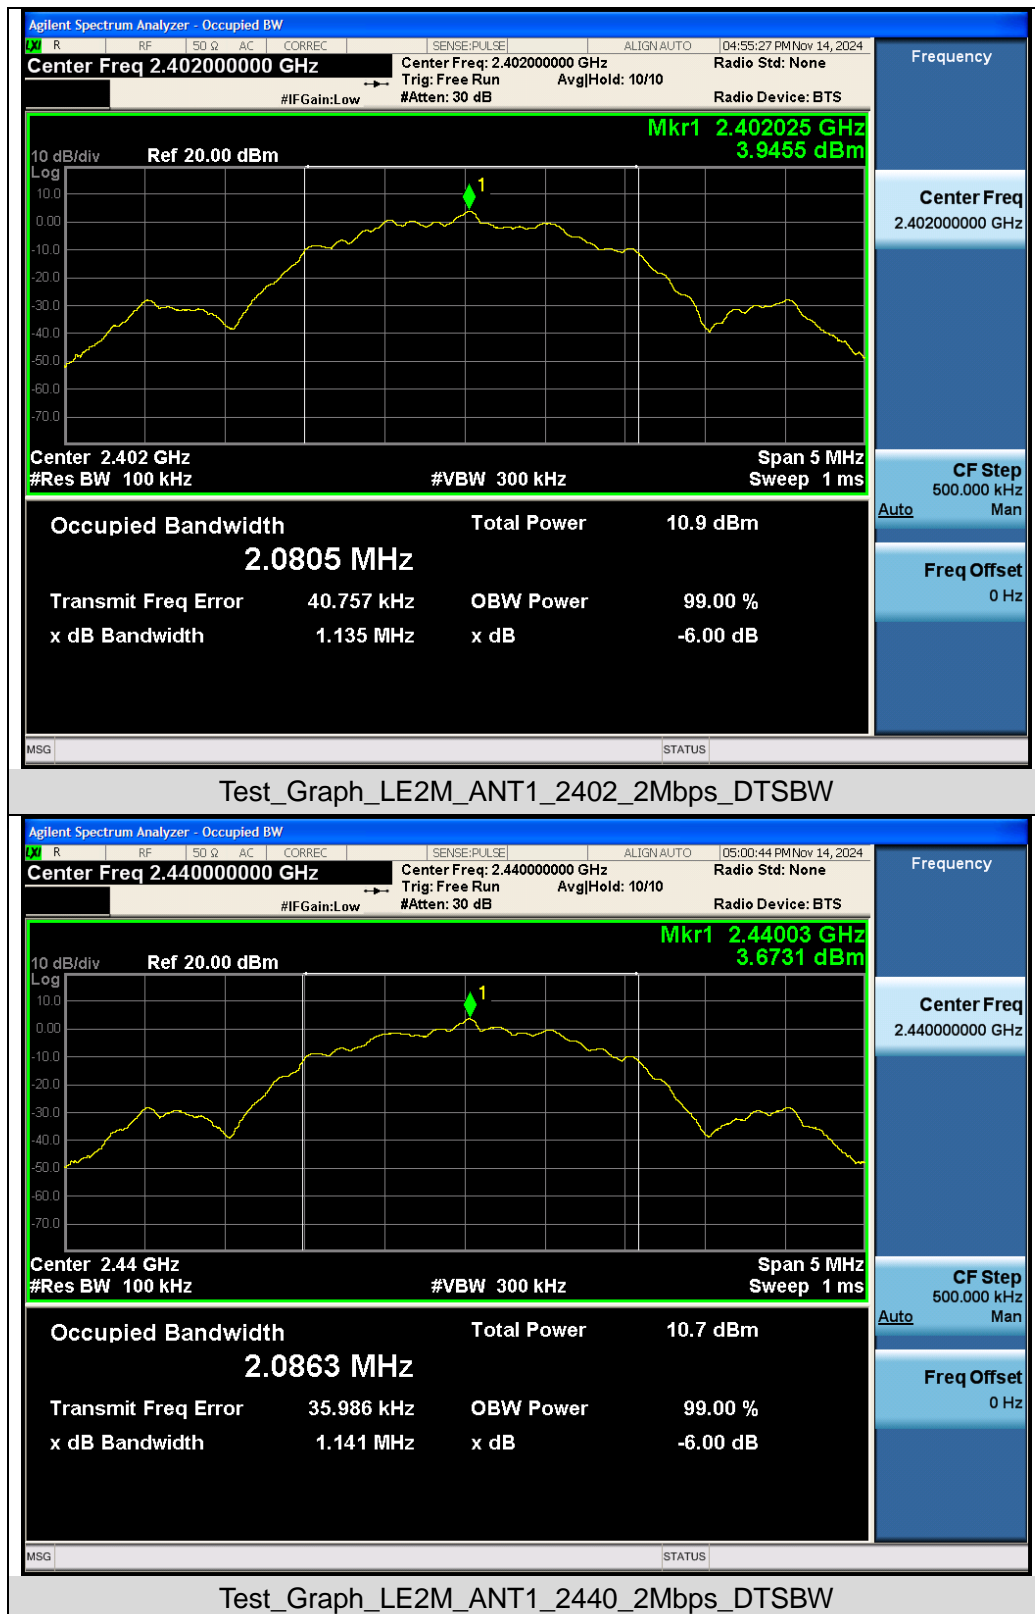 Agilent Spectrum Analyzer - Occupied BW
LXI R RF 50 Ω AC CORREC SENSE:PULSE ALIGN AUTO 04:55:27 PM Nov 14, 2024
Center Freq 2.402000000 GHz
Center Freq: 2.402000000 GHz
Radio Std: None
Trig: Free Run Avg|Hold: 10/10
#IFGain:Low
#Atten: 30 dB
Radio Device: BTS
Frequency
Mkr1 2.402025 GHz
3.9455 dBm
10 dB/div Ref 20.00 dBm
Log
10.0
0.00
-10.0
-20.0
-30.0
-40.0
-50.0
-60.0
-70.0
1
Center Freq
2.402000000 GHz
Center 2.402 GHz Span 5 MHz
#Res BW 100 kHz #VBW 300 kHz Sweep 1 ms
CF Step
500.000 kHz
Auto Man
Occupied Bandwidth Total Power 10.9 dBm
2.0805 MHz
Freq Offset
0 Hz
Transmit Freq Error 40.757 kHz OBW Power 99.00 %
x dB Bandwidth 1.135 MHz x dB -6.00 dB
MSG STATUS
Test_Graph_LE2M_ANT1_2402_2Mbps_DTSBW
Agilent Spectrum Analyzer - Occupied BW
LXI R RF 50 Ω AC CORREC SENSE:PULSE ALIGN AUTO 05:00:44 PM Nov 14, 2024
Center Freq 2.440000000 GHz
Center Freq: 2.440000000 GHz
Radio Std: None
Trig: Free Run Avg|Hold: 10/10
#IFGain:Low
#Atten: 30 dB
Radio Device: BTS
Frequency
Mkr1 2.44003 GHz
3.6731 dBm
10 dB/div Ref 20.00 dBm
Log
10.0
0.00
-10.0
-20.0
-30.0
-40.0
-50.0
-60.0
-70.0
1
Center Freq
2.440000000 GHz
Center 2.44 GHz Span 5 MHz
#Res BW 100 kHz #VBW 300 kHz Sweep 1 ms
CF Step
500.000 kHz
Auto Man
Occupied Bandwidth Total Power 10.7 dBm
2.0863 MHz
Freq Offset
0 Hz
Transmit Freq Error 35.986 kHz OBW Power 99.00 %
x dB Bandwidth 1.141 MHz x dB -6.00 dB
MSG STATUS
Test_Graph_LE2M_ANT1_2440_2Mbps_DTSBW